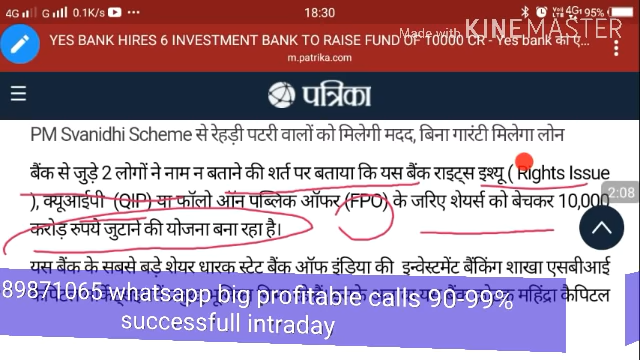 4G G 0.1K/s 18:30 4G 95%
Made with KINEMASTER
YES BANK HIRES 6 INVESTMENT BANK TO RAISE FUND OF 10000 CR - Yes bank का ए...
m.patrika.com
पत्रिका
PM Svanidhi Scheme से रेहड़ी पटरी वालों को मिलेगी मदद, बिना गारंटी मिलेगा लोन
बैंक से जुड़े 2 लोगों ने नाम न बताने की शर्त पर बताया कि यस बैंक राइट्स इश्यू ( Rights Issue
), क्यूआईपी (QIP) या फॉलो ऑन पब्लिक ऑफर (FPO) के जरिए शेयर्स को बेचकर 10,000
2:08
करोड़ रुपये जुटाने की योजना बना रहा है।
यस बैंक के सबसे बड़े शेयर धारक स्टेट बैंक ऑफ इंडिया की इन्वेस्टमेंट बैंकिंग शाखा एसबीआई
89871065 whatsapp big profitable calls 90-99%
महिंद्रा कैपिटल
successfull intraday